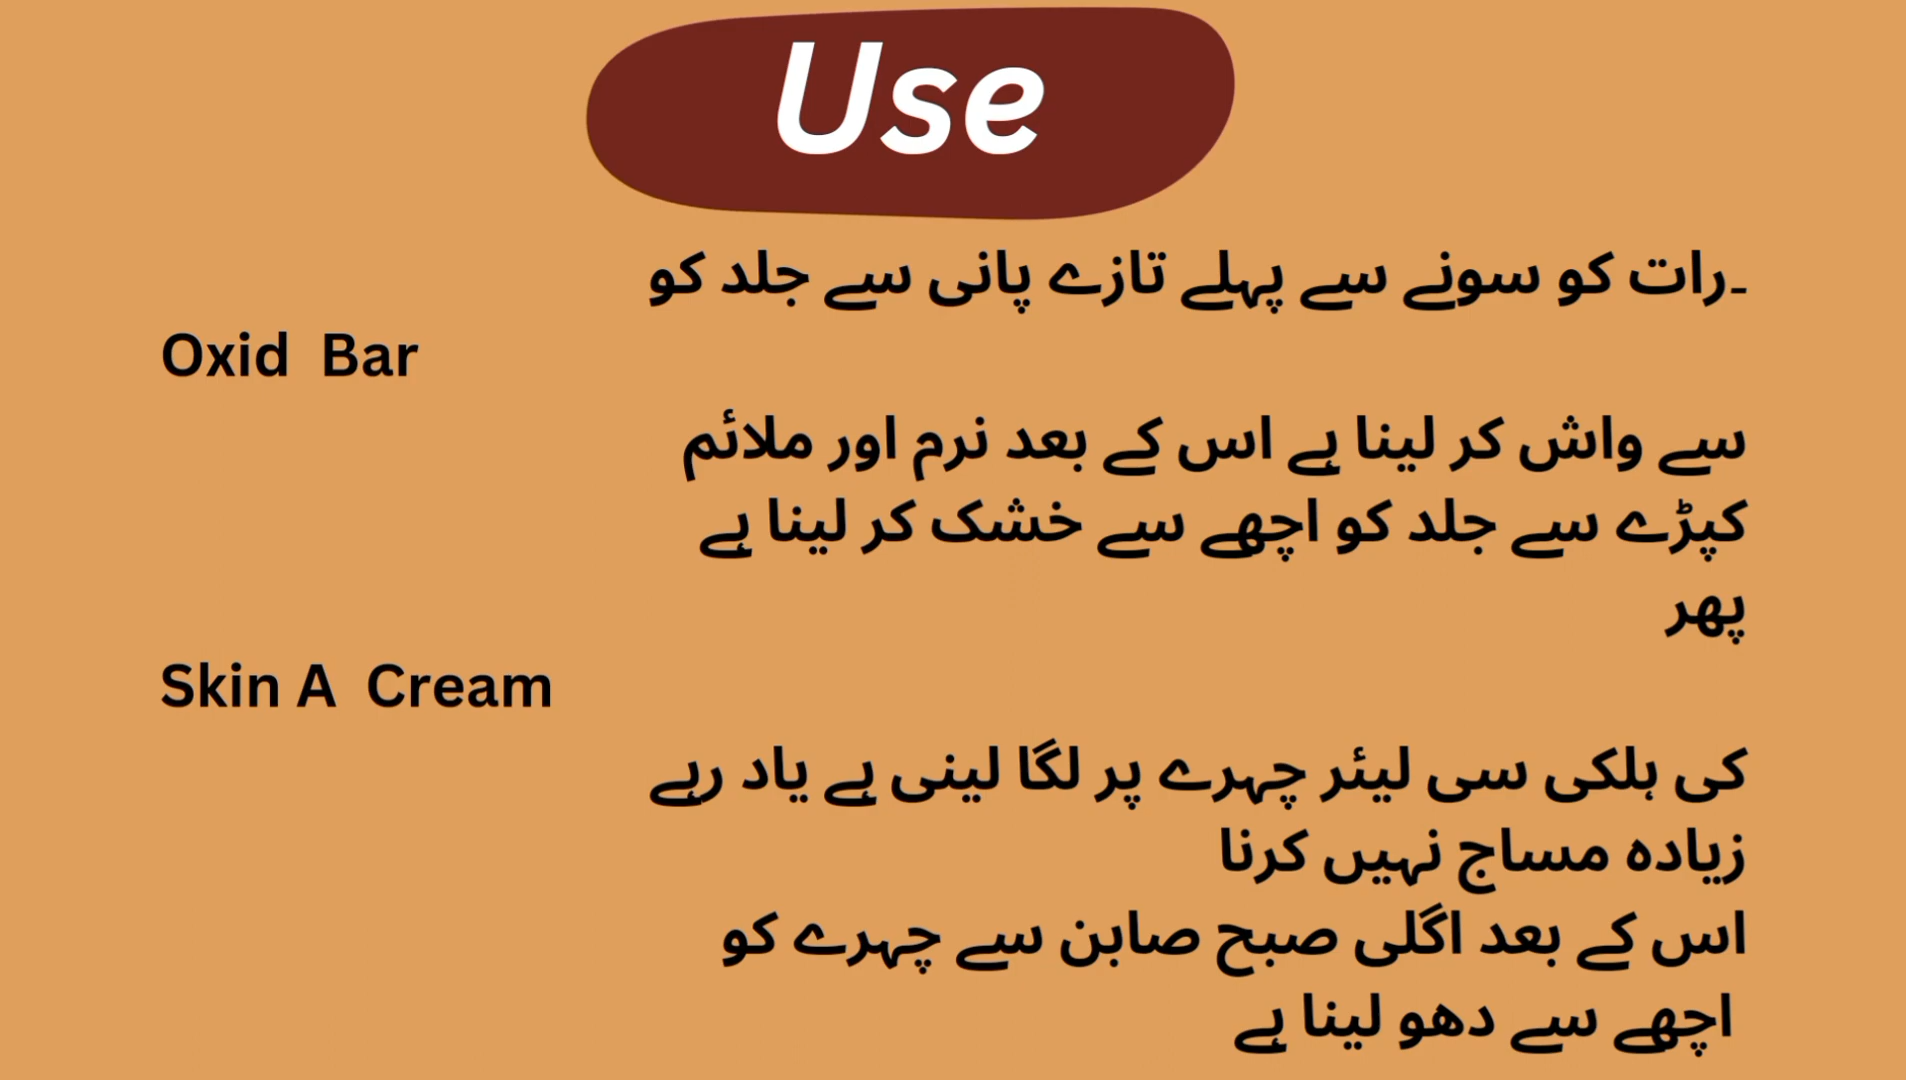 Use
۔رات کو سونے سے پہلے تازے پانی سے جلد کو
Oxid Bar
سے واش کر لینا ہے اس کے بعد نرم اور ملائم
کپڑے سے جلد کو اچھے سے خشک کر لینا ہے
پھر
Skin A Cream
کی ہلکی سی لیئر چہرے پر لگا لینی ہے یاد رہے
زیادہ مساج نہیں کرنا
اس کے بعد اگلی صبح صابن سے چہرے کو
اچھے سے دھو لینا ہے